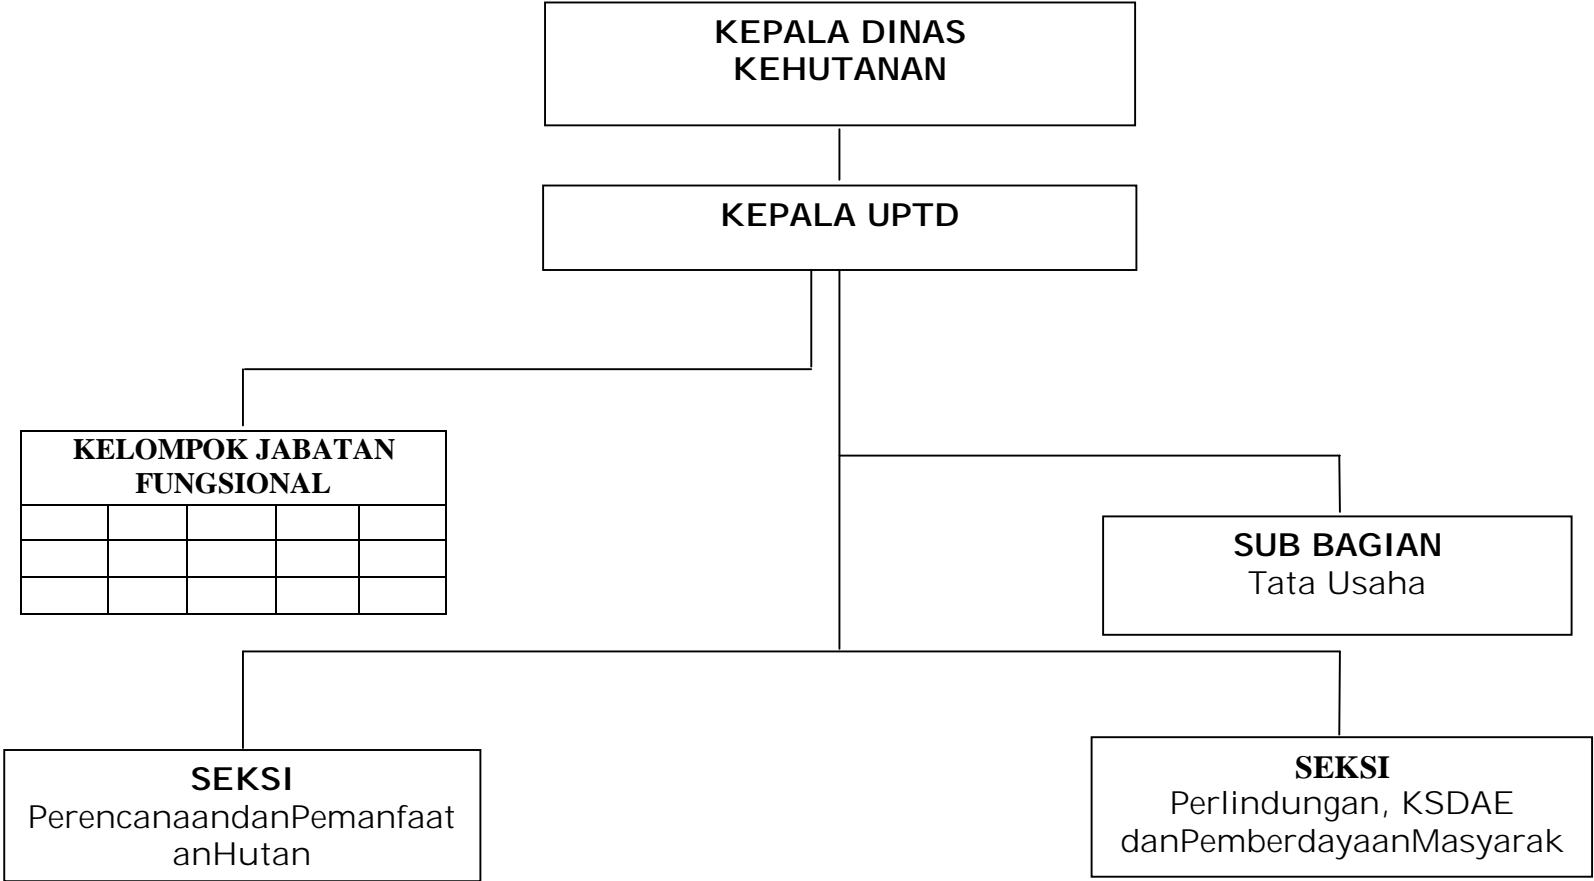 KEPALA DINAS
KEHUTANAN
KEPALA UPTD
KELOMPOK JABATAN
FUNGSIONAL
SUB BAGIAN
Tata Usaha
SEKSI
PerencanaandanPemanfaat
anHutan
SEKSI
Perlindungan, KSDAE
danPemberdayaanMasyarak